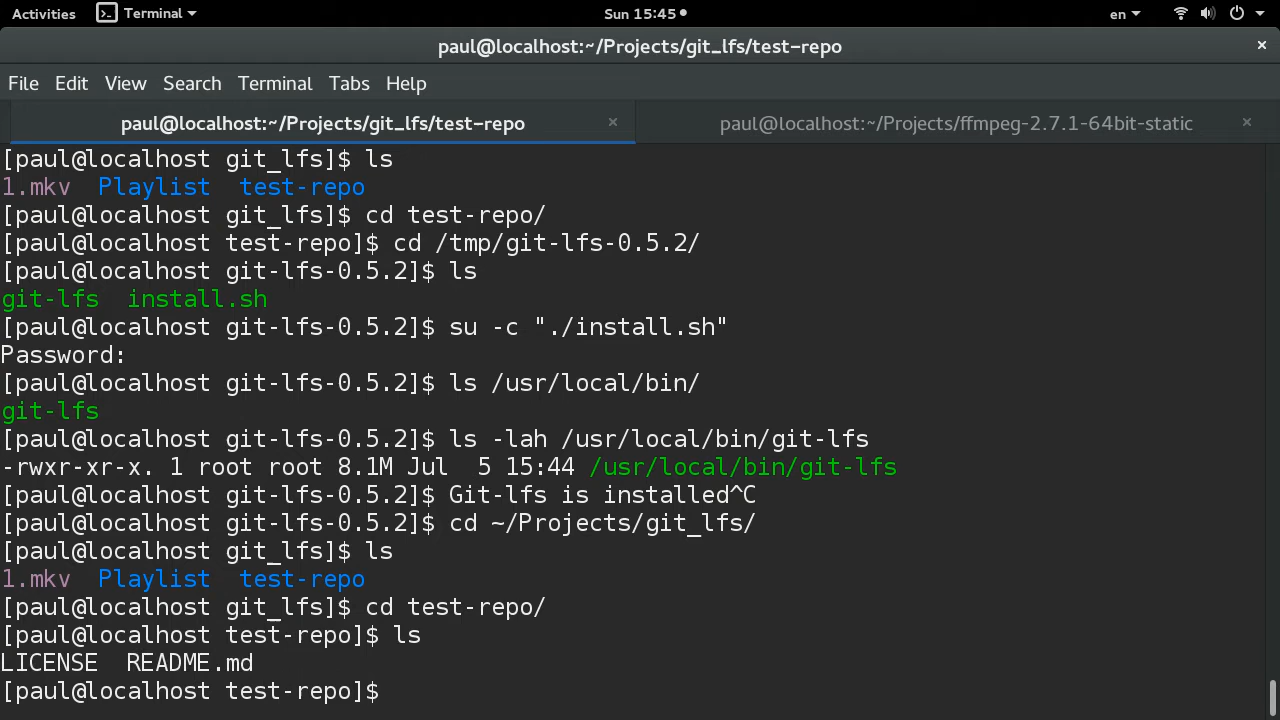 Activities Terminal Sun 15:45 en
paul@localhost:~/Projects/git_lfs/test-repo ×
File Edit View Search Terminal Tabs Help
paul@localhost:~/Projects/git_lfs/test-repo × paul@localhost:~/Projects/ffmpeg-2.7.1-64bit-static ×
[paul@localhost git_lfs]$ ls
1.mkv Playlist test-repo
[paul@localhost git_lfs]$ cd test-repo/
[paul@localhost test-repo]$ cd /tmp/git-lfs-0.5.2/
[paul@localhost git-lfs-0.5.2]$ ls
git-lfs install.sh
[paul@localhost git-lfs-0.5.2]$ su -c "./install.sh"
Password:
[paul@localhost git-lfs-0.5.2]$ ls /usr/local/bin/
git-lfs
[paul@localhost git-lfs-0.5.2]$ ls -lah /usr/local/bin/git-lfs
-rwxr-xr-x. 1 root root 8.1M Jul  5 15:44 /usr/local/bin/git-lfs
[paul@localhost git-lfs-0.5.2]$ Git-lfs is installed^C
[paul@localhost git-lfs-0.5.2]$ cd ~/Projects/git_lfs/
[paul@localhost git_lfs]$ ls
1.mkv Playlist test-repo
[paul@localhost git_lfs]$ cd test-repo/
[paul@localhost test-repo]$ ls
LICENSE README.md
[paul@localhost test-repo]$